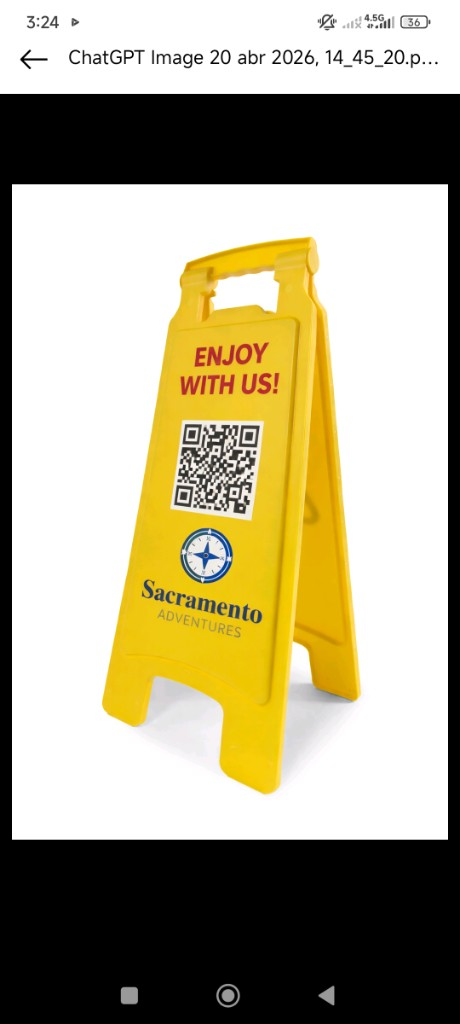 3:24
4.5G
36
ChatGPT Image 20 abr 2026, 14_45_20.p...
ENJOY
WITH US!
Sacramento
ADVENTURES